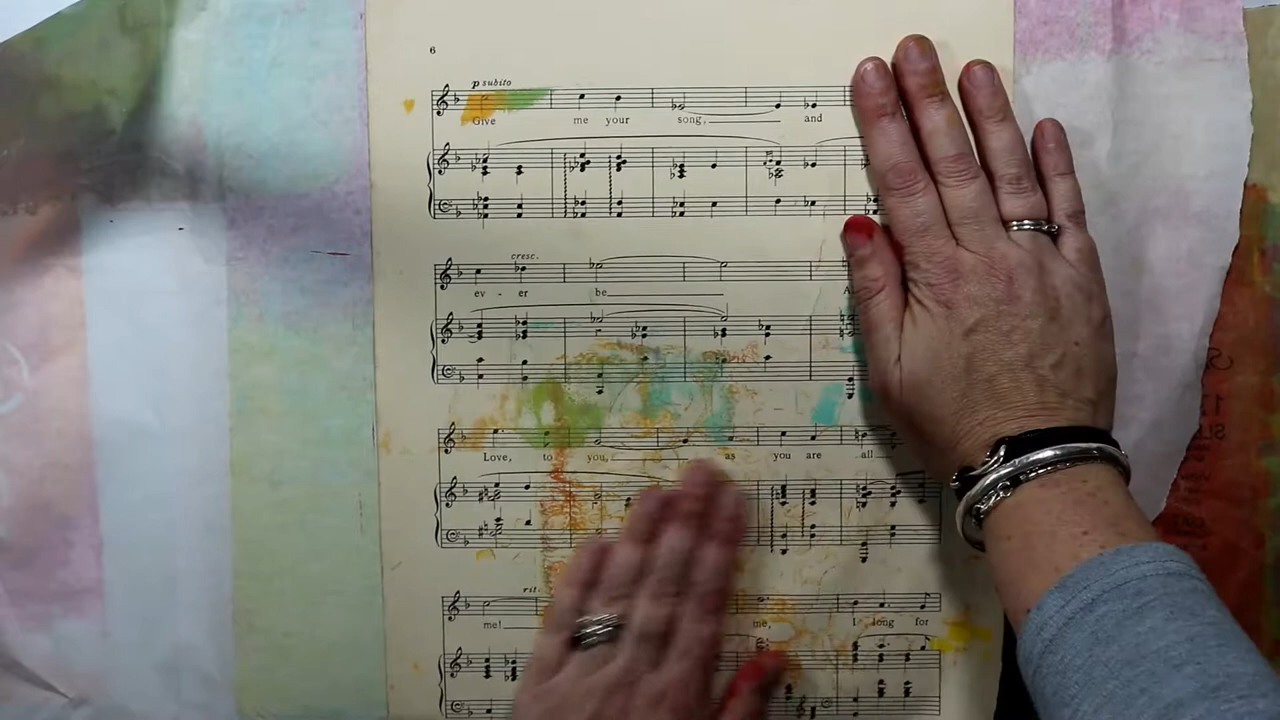 6
p subito
Give me your song, and
cresc.
ev - er be
Love, to you, as you are all
rit.
me! me, I long for